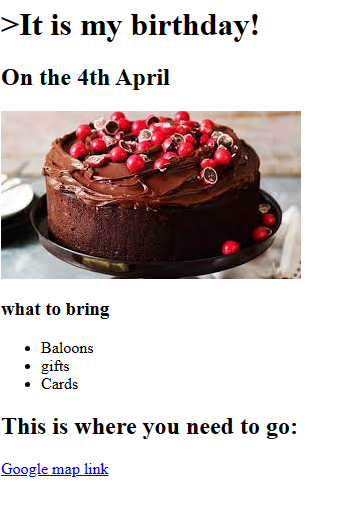 >It is my birthday!
On the 4th April
what to bring
Baloons
gifts
Cards
This is where you need to go:
Google map link